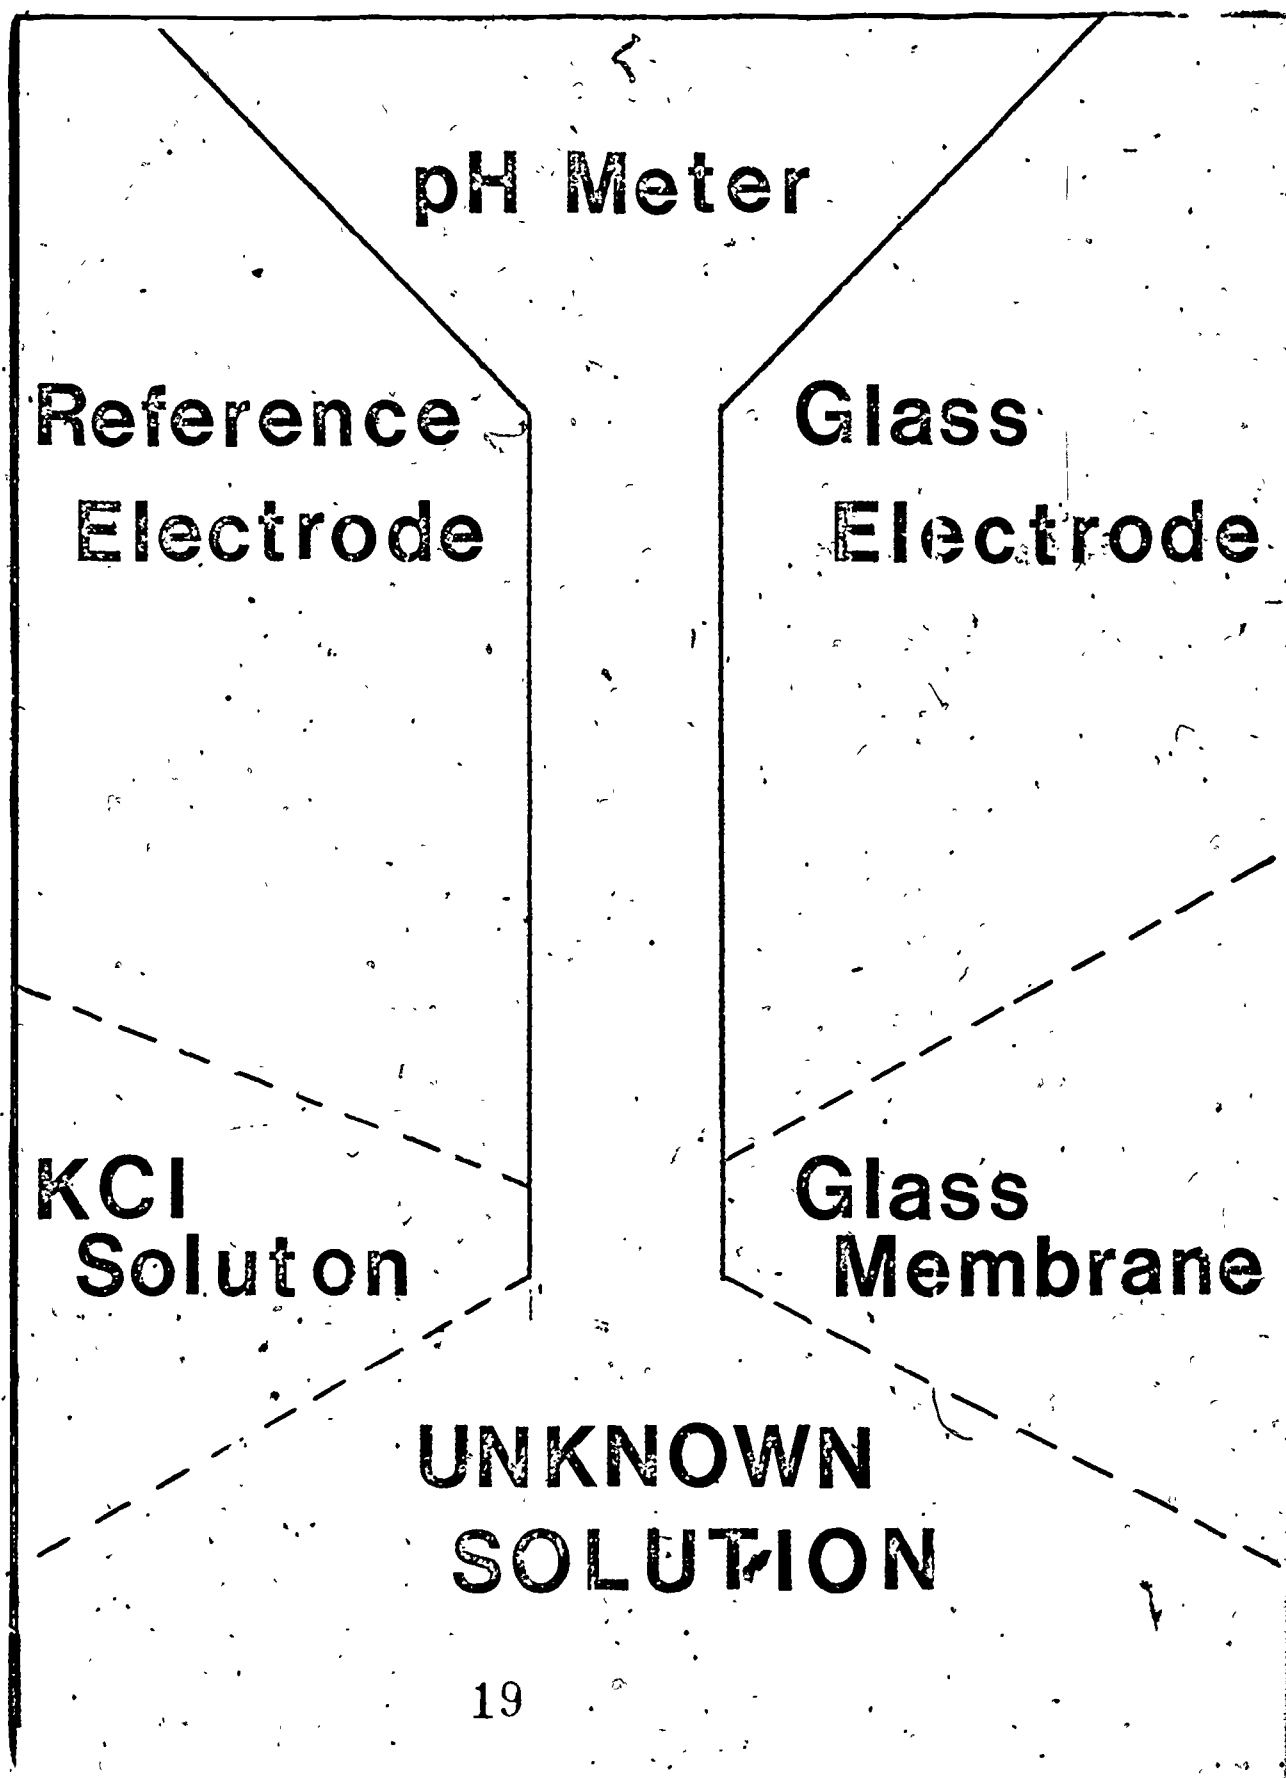 pH Meter
Reference
Electrode
Glass
Electrode
KCl
Soluton
Glass
Membrane
UNKNOWN
SOLUTION
19